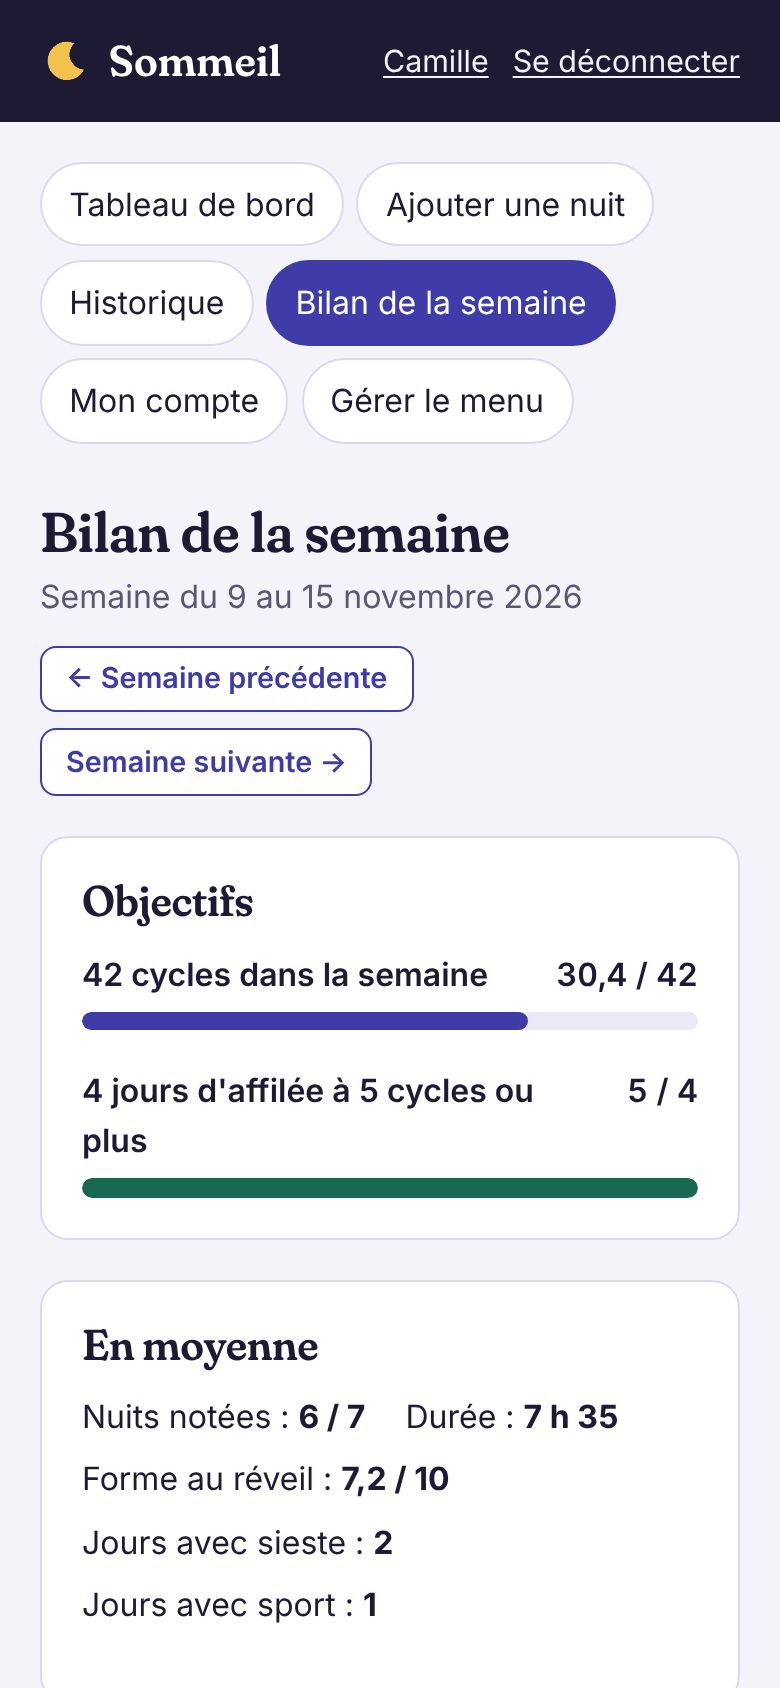 Sommeil Camille Se déconnecter
Tableau de bord Ajouter une nuit
Historique Bilan de la semaine
Mon compte Gérer le menu
Bilan de la semaine
Semaine du 9 au 15 novembre 2026
← Semaine précédente
Semaine suivante →
Objectifs
42 cycles dans la semaine 30,4 / 42
4 jours d'affilée à 5 cycles ou 5 / 4
plus
En moyenne
Nuits notées : 6 / 7 Durée : 7 h 35
Forme au réveil : 7,2 / 10
Jours avec sieste : 2
Jours avec sport : 1